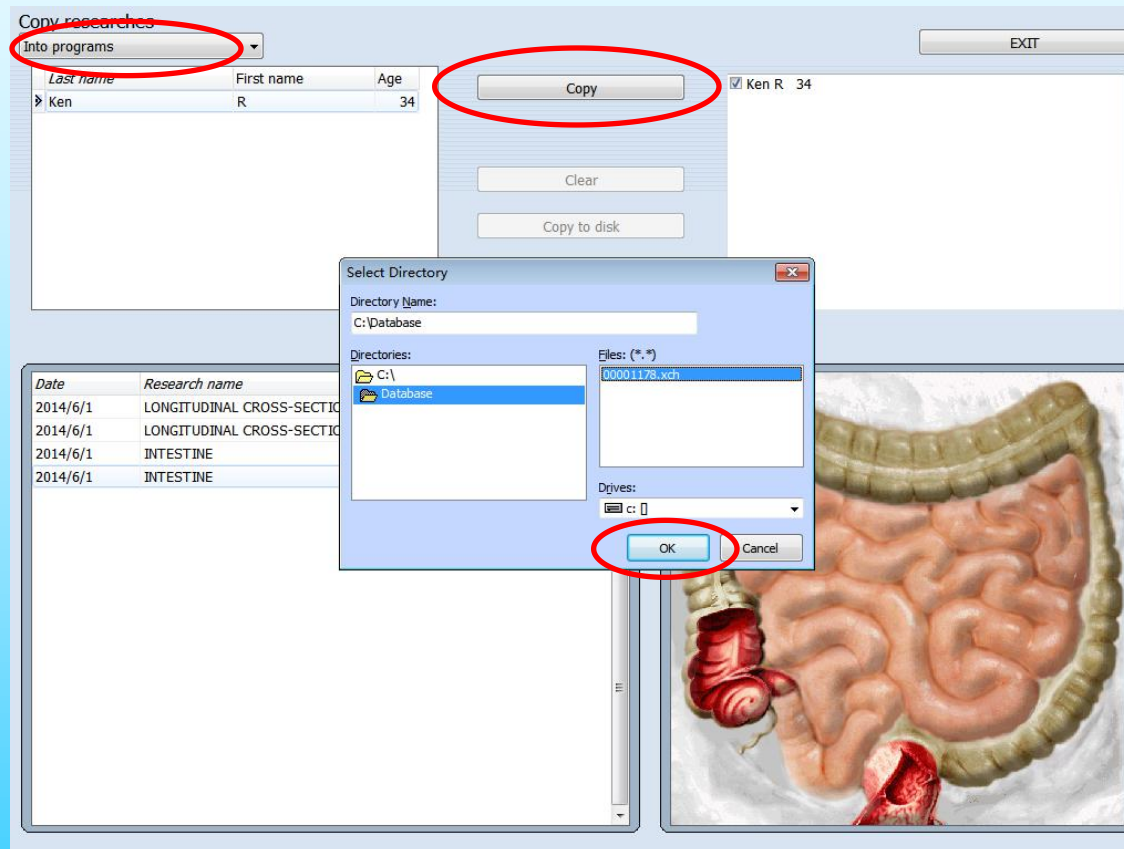 Copy researches
Into programs
EXIT
Last name First name Age
Ken R 34
Copy
Ken R 34
Clear
Copy to disk
Select Directory
Directory Name:
C:\Database
Directories:
C:\
Database
Files: (*.*)
00001178.xch
Drives:
c: []
OK
Cancel
Date Research name
2014/6/1 LONGITUDINAL CROSS-SECTIO
2014/6/1 LONGITUDINAL CROSS-SECTIO
2014/6/1 INTESTINE
2014/6/1 INTESTINE